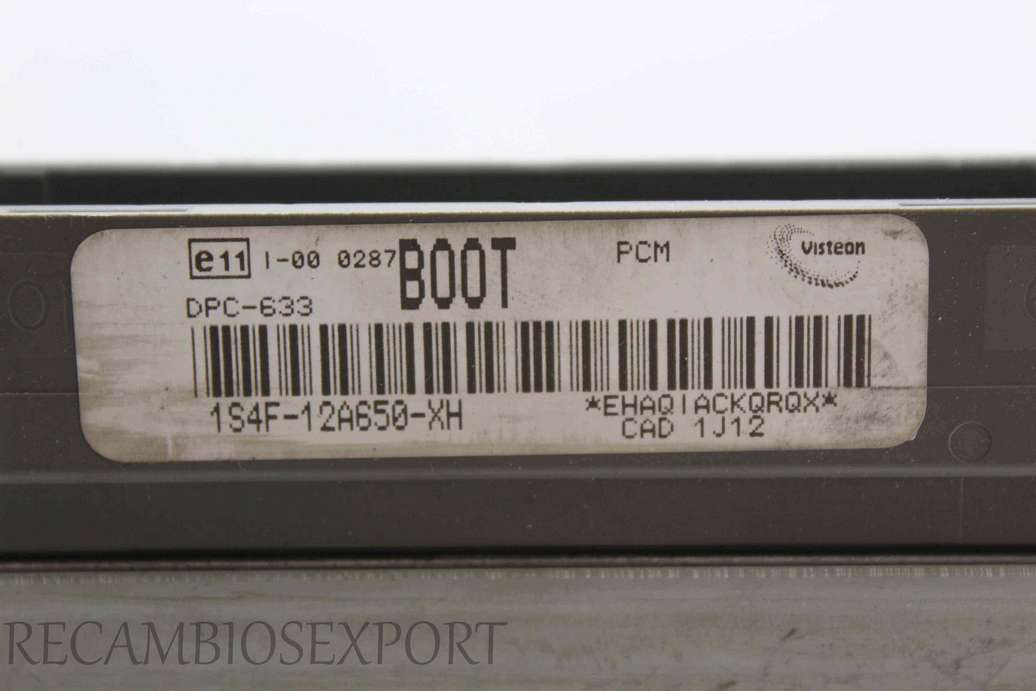 e11 I-00 0287 BOOT PCM Visteon
DPC-633
1S4F-12A650-XH *EHAQIACKQRQX*
CAD 1J12
RECAMBIOSEXPORT